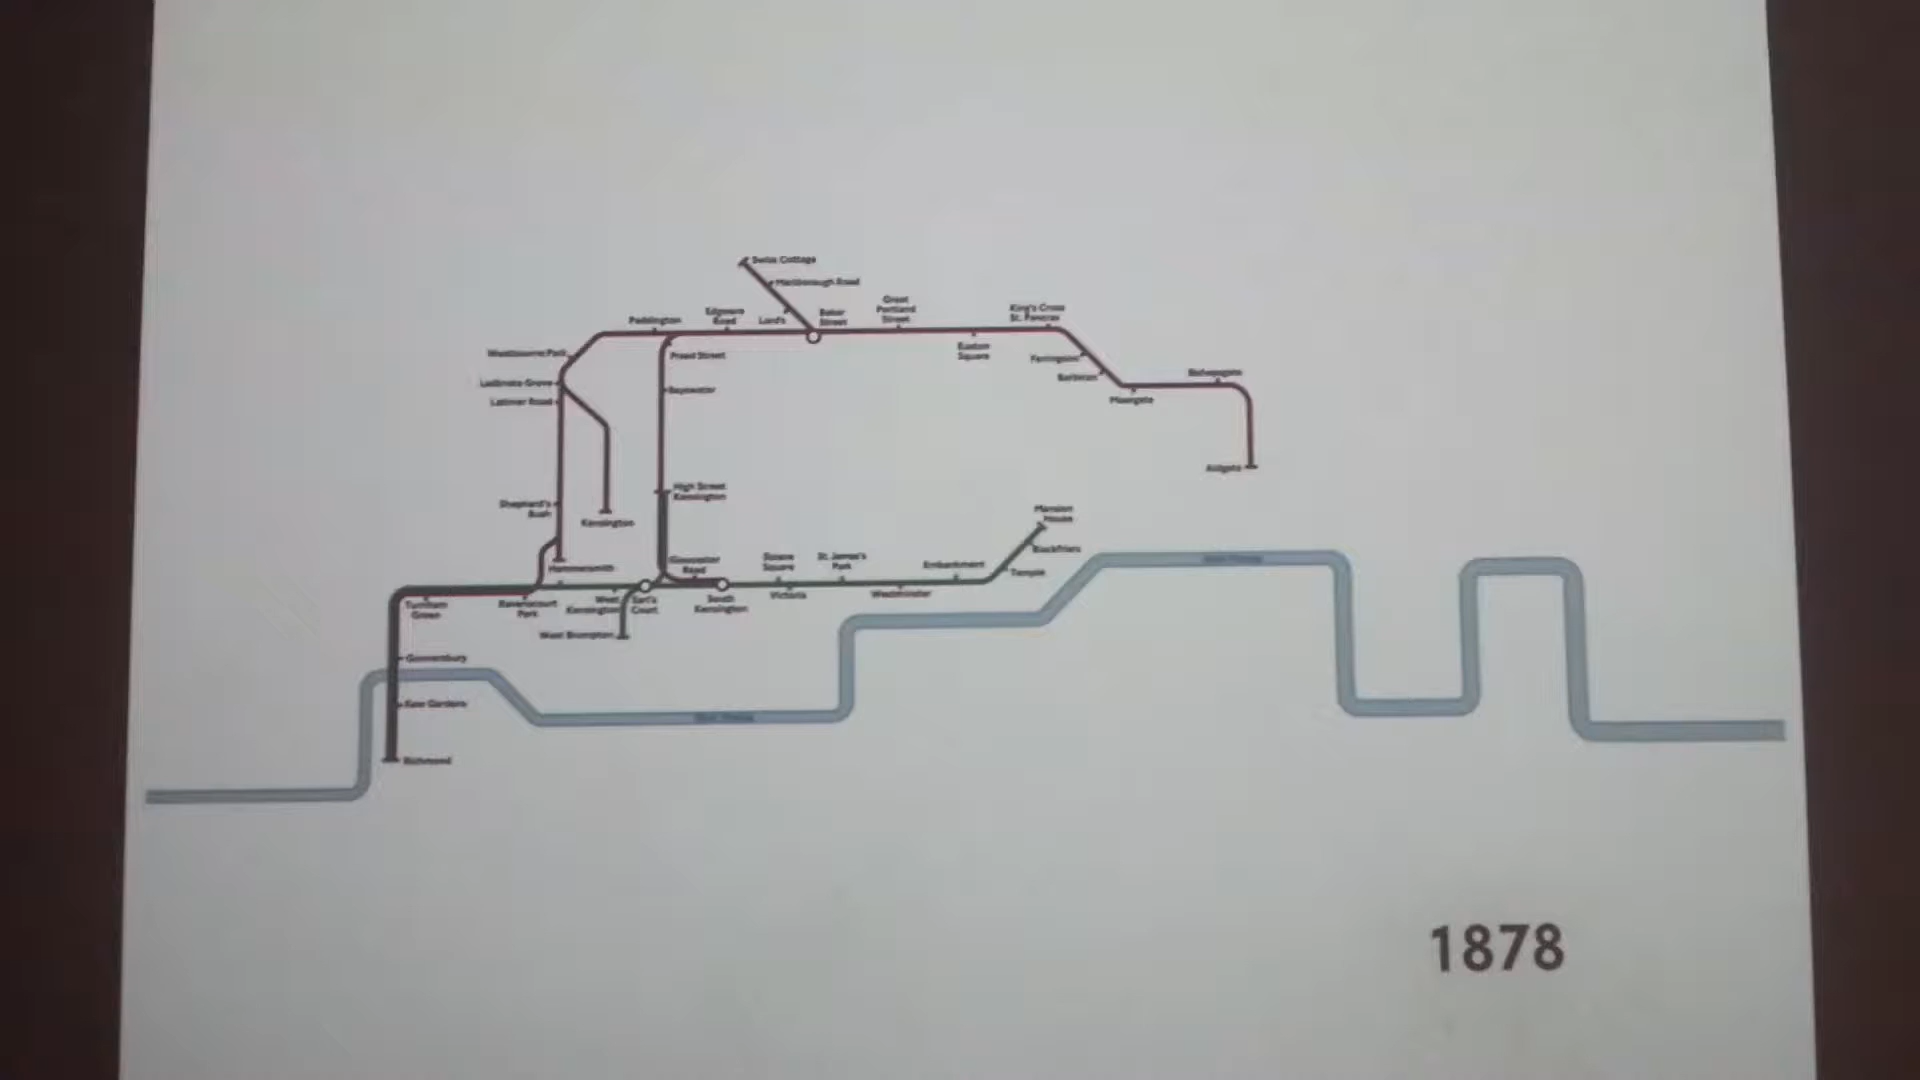 Swiss Cottage
Marlborough Road
Lord's
Baker
Street
Great
Portland
Street
King's Cross
St. Pancras
Paddington
Edgware
Road
Westbourne Park
Praed Street
Euston
Square
Farringdon
Barbican
Ladbroke Grove
Latimer Road
Bayswater
Moorgate
Bishopsgate
Aldgate
High Street
Kensington
Shepherd's
Bush
Kensington
Mansion
House
Blackfriars
Temple
Hammersmith
Gloucester
Road
Sloane
Square
St. James's
Park
Embankment
Turnham
Green
Ravenscourt
Park
West
Kensington
Earl's
Court
South
Kensington
Victoria
Westminster
West Brompton
Gunnersbury
Kew Gardens
Richmond
1878